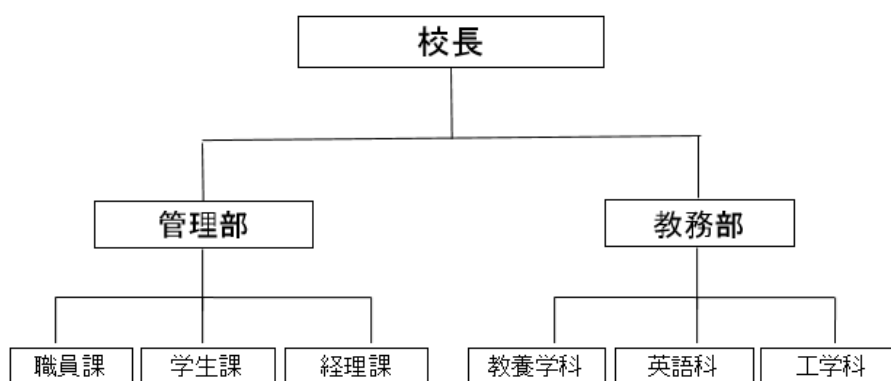 校長
管理部
教務部
職員課
学生課
経理課
教養学科
英語科
工学科